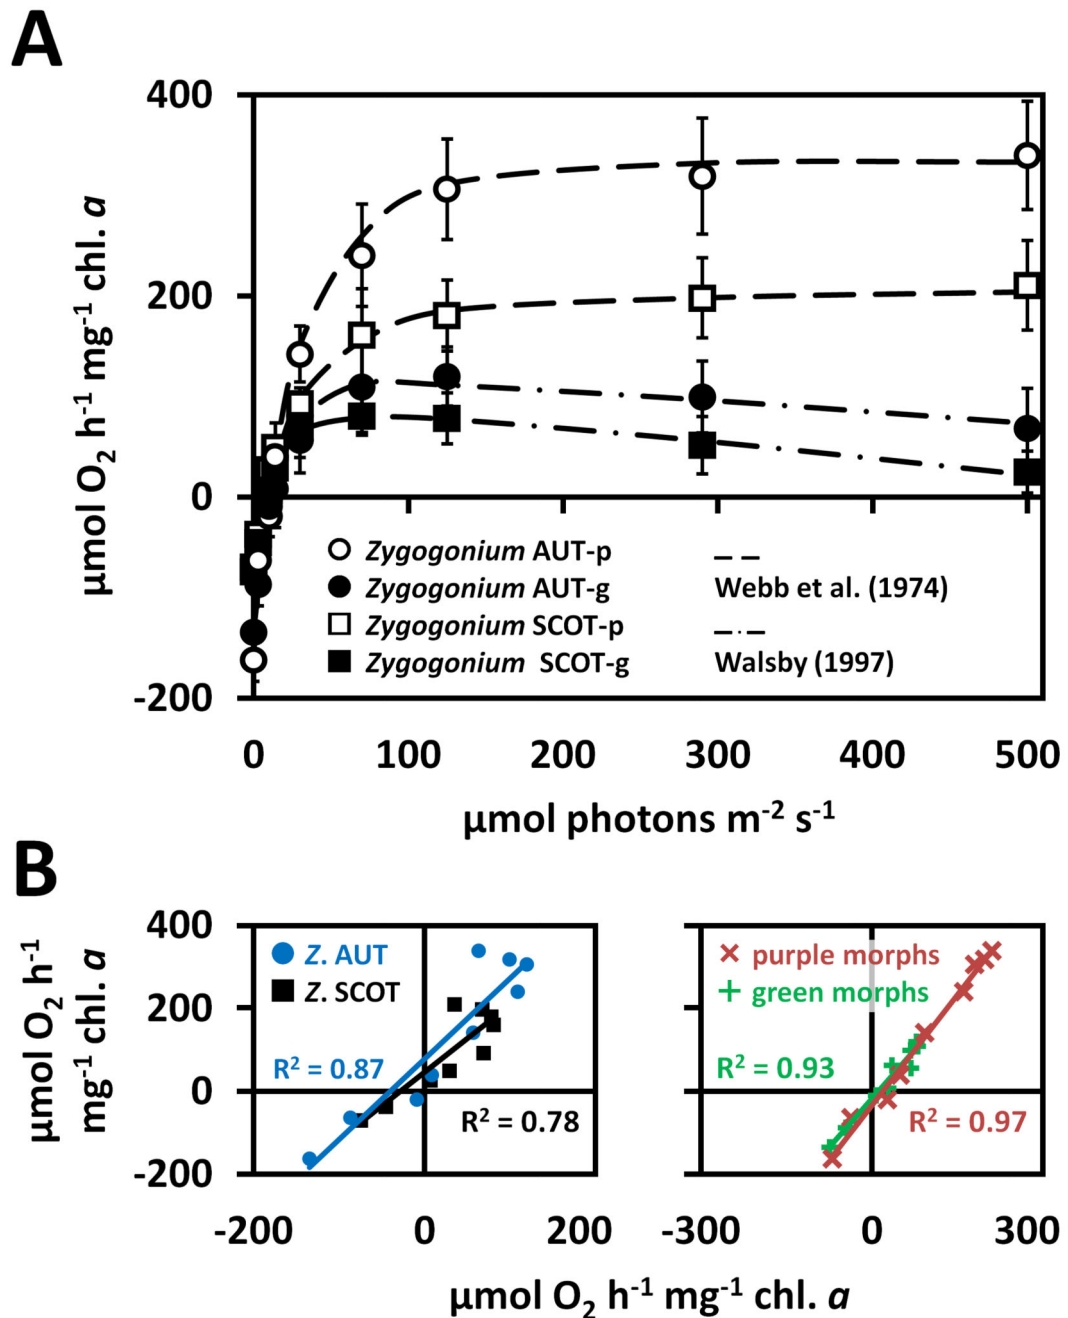 A
400
200
0
-200
μmol O2 h-1 mg-1 chl. a
Zygogonium AUT-p
Zygogonium AUT-g
Zygogonium SCOT-p
Zygogonium SCOT-g
Webb et al. (1974)
Walsby (1997)
0 100 200 300 400 500
μmol photons m-2 s-1
B
400
200
0
-200
μmol O2 h-1
mg-1 chl. a
Z. AUT
Z. SCOT
R2 = 0.87
R2 = 0.78
-200 0 200
purple morphs
green morphs
R2 = 0.93
R2 = 0.97
-300 0 300
μmol O2 h-1 mg-1 chl. a